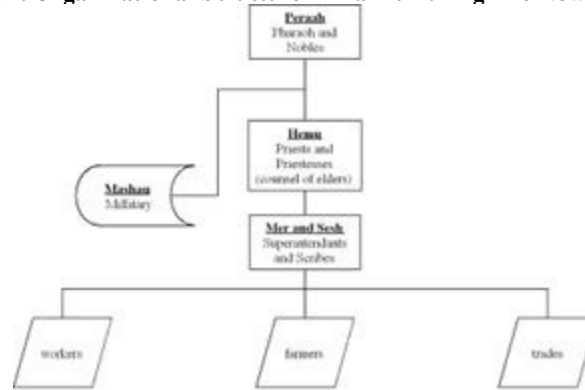 Peraah
Pharaoh and
Nobles
Hemu
Priests and
Priestesses
(counsel of elders)
Mashau
Military
Mer and Sesh
Superintendants
and Scribes
workers
farmers
trades